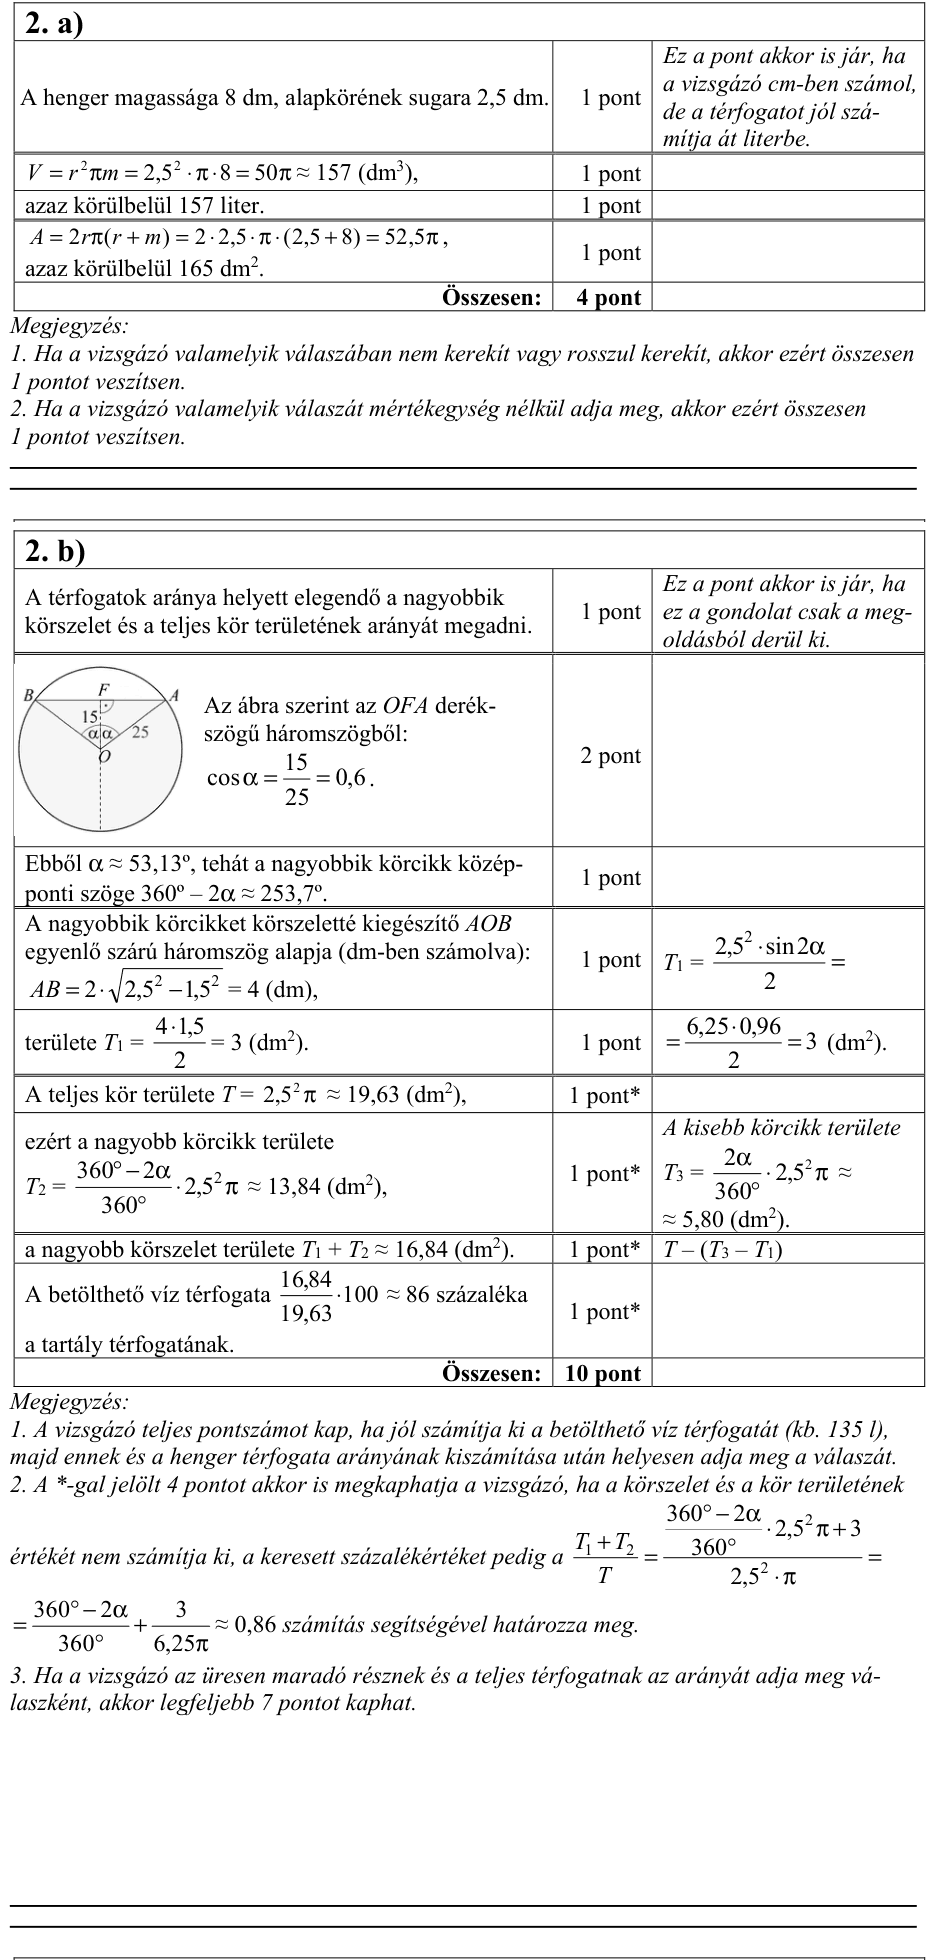 2. a)
A henger magassága 8 dm, alapkörének sugara 2,5 dm.
1 pont
Ez a pont akkor is jár, ha
a vizsgázó cm-ben számol,
de a térfogatot jól szá-
mítja át literbe.
V = r²πm = 2,5² · π · 8 = 50π ≈ 157 (dm³),
1 pont
azaz körülbelül 157 liter.
1 pont
A = 2rπ(r + m) = 2 · 2,5 · π · (2,5 + 8) = 52,5π ,
azaz körülbelül 165 dm².
1 pont
Összesen:
4 pont
Megjegyzés:
1. Ha a vizsgázó valamelyik válaszában nem kerekít vagy rosszul kerekít, akkor ezért összesen
1 pontot veszítsen.
2. Ha a vizsgázó valamelyik válaszát mértékegység nélkül adja meg, akkor ezért összesen
1 pontot veszítsen.
2. b)
A térfogatok aránya helyett elegendő a nagyobbik
körszelet és a teljes kör területének arányát megadni.
1 pont
Ez a pont akkor is jár, ha
ez a gondolat csak a meg-
oldásból derül ki.
B F A
15
α α 25
O
Az ábra szerint az OFA derék-
szögű háromszögből:
cos α = 15/25 = 0,6 .
2 pont
Ebből α ≈ 53,13º, tehát a nagyobbik körcikk közép-
ponti szöge 360º – 2α ≈ 253,7º.
1 pont
A nagyobbik körcikket körszeletté kiegészítő AOB
egyenlő szárú háromszög alapja (dm-ben számolva):
AB = 2 · √(2,5² − 1,5²) = 4 (dm),
1 pont
T₁ = (2,5² · sin 2α)/2 =
területe T₁ = (4 · 1,5)/2 = 3 (dm²).
1 pont
= (6,25 · 0,96)/2 = 3 (dm²).
A teljes kör területe T = 2,5² π ≈ 19,63 (dm²),
1 pont*
ezért a nagyobb körcikk területe
T₂ = (360° − 2α)/360° · 2,5² π ≈ 13,84 (dm²),
1 pont*
A kisebb körcikk területe
T₃ = 2α/360° · 2,5² π ≈
≈ 5,80 (dm²).
a nagyobb körszelet területe T₁ + T₂ ≈ 16,84 (dm²).
1 pont*
T – (T₃ – T₁)
A betölthető víz térfogata 16,84/19,63 · 100 ≈ 86 százaléka
a tartály térfogatának.
1 pont*
Összesen:
10 pont
Megjegyzés:
1. A vizsgázó teljes pontszámot kap, ha jól számítja ki a betölthető víz térfogatát (kb. 135 l),
majd ennek és a henger térfogata arányának kiszámítása után helyesen adja meg a válaszát.
2. A *-gal jelölt 4 pontot akkor is megkaphatja a vizsgázó, ha a körszelet és a kör területének
értékét nem számítja ki, a keresett százalékértéket pedig a (T₁ + T₂)/T = ((360° − 2α)/360° · 2,5² π + 3)/(2,5² · π) =
= (360° − 2α)/360° + 3/(6,25π) ≈ 0,86 számítás segítségével határozza meg.
3. Ha a vizsgázó az üresen maradó résznek és a teljes térfogatnak az arányát adja meg vá-
laszként, akkor legfeljebb 7 pontot kaphat.